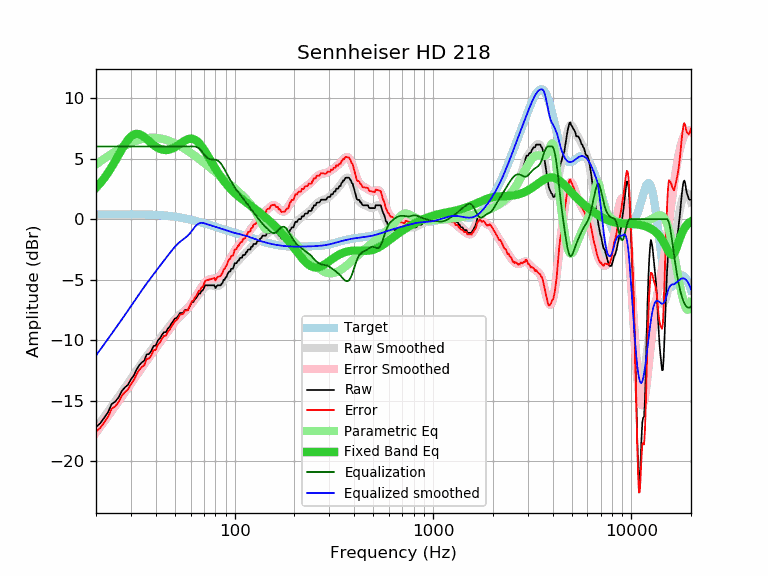 Sennheiser HD 218
10
5
0
−5
−10
−15
−20
Amplitude (dBr)
Target
Raw Smoothed
Error Smoothed
Raw
Error
Parametric Eq
Fixed Band Eq
Equalization
Equalized smoothed
100
1000
10000
Frequency (Hz)